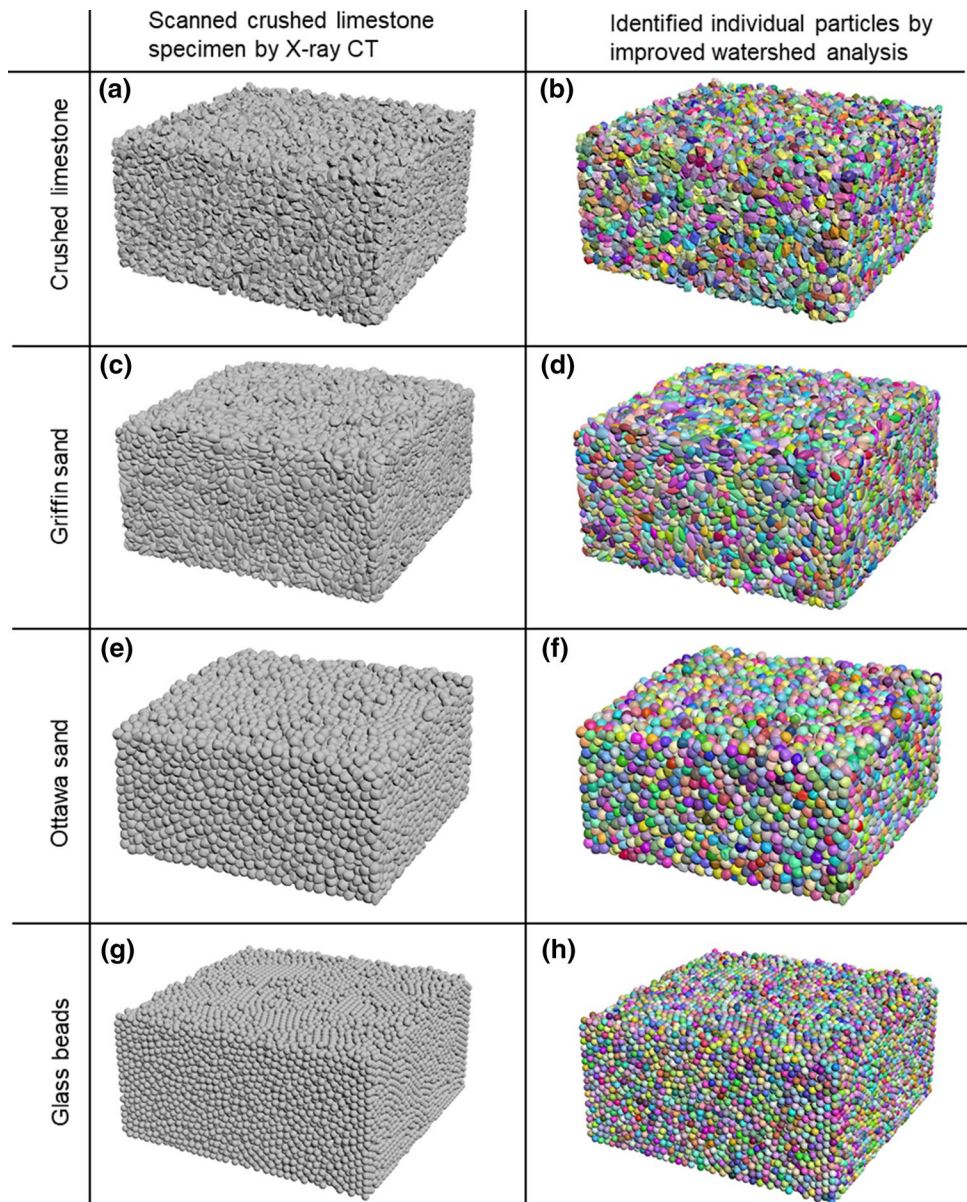 Scanned crushed limestone
specimen by X-ray CT
Identified individual particles by
improved watershed analysis
Crushed limestone
(a)
(b)
Griffin sand
(c)
(d)
Ottawa sand
(e)
(f)
Glass beads
(g)
(h)